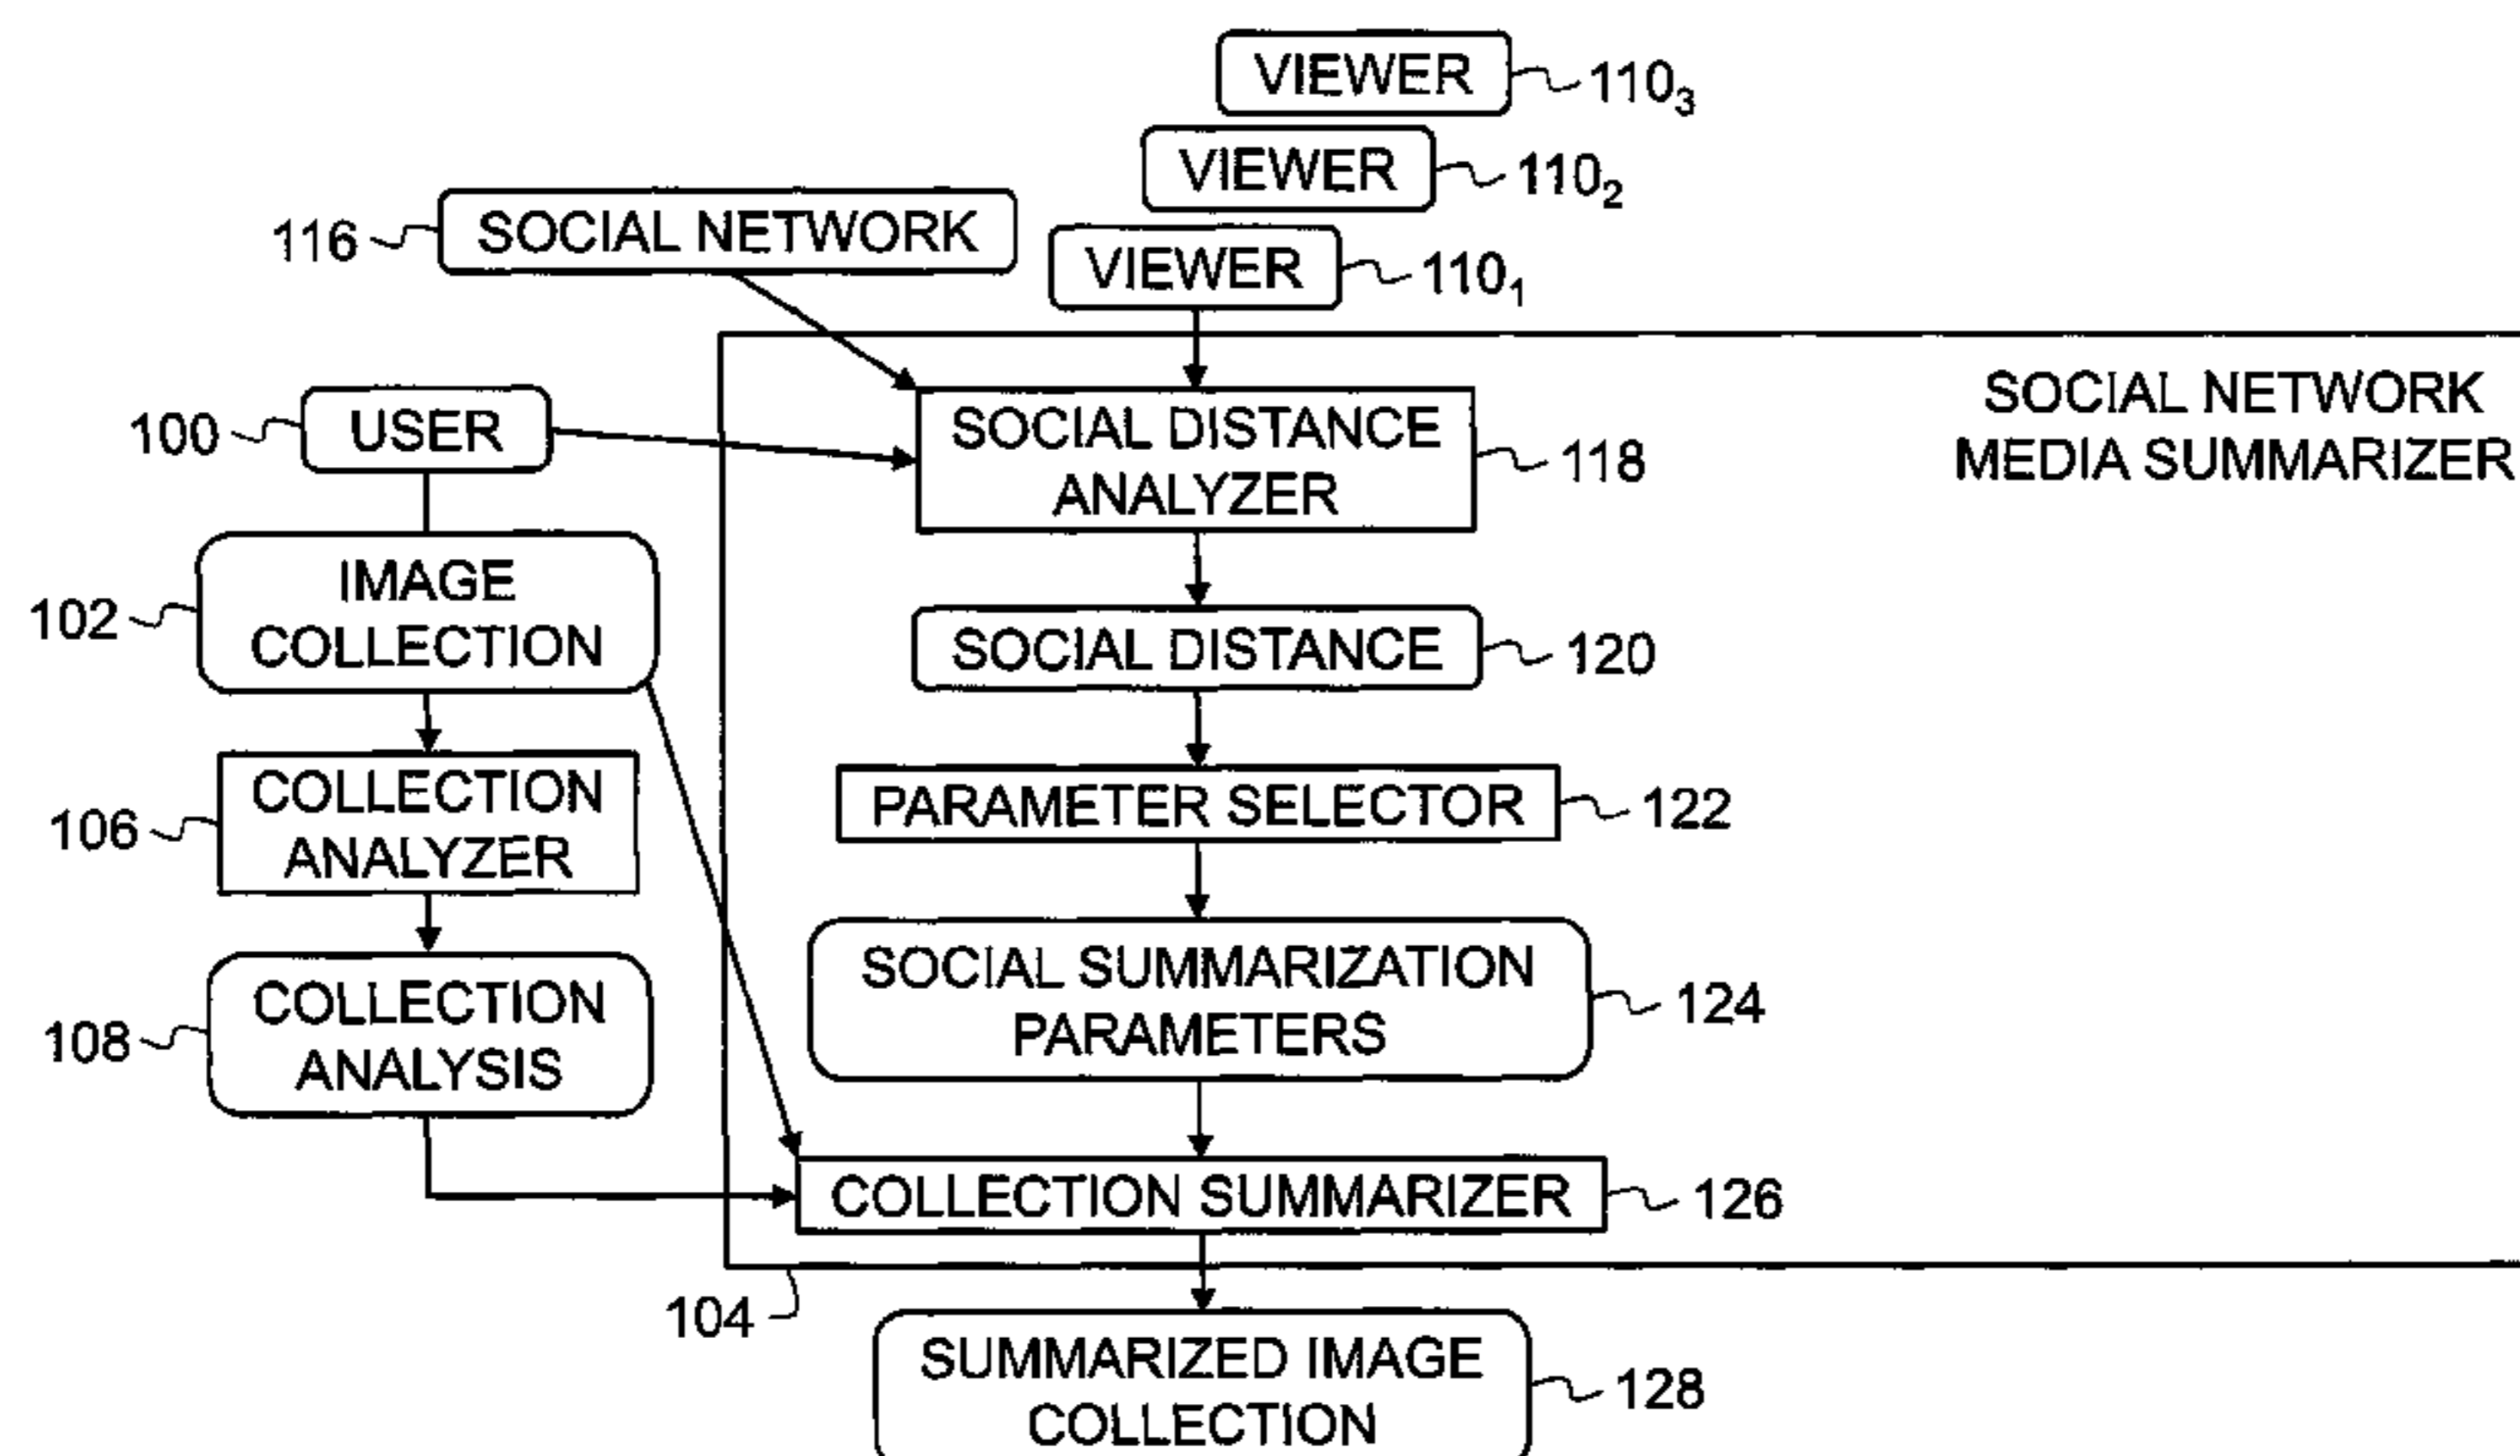 VIEWER
110₃
VIEWER
110₂
116
SOCIAL NETWORK
VIEWER
110₁
100
USER
SOCIAL DISTANCE
ANALYZER
118
SOCIAL NETWORK
MEDIA SUMMARIZER
102
IMAGE
COLLECTION
SOCIAL DISTANCE
120
106
COLLECTION
ANALYZER
PARAMETER SELECTOR
122
108
COLLECTION
ANALYSIS
SOCIAL SUMMARIZATION
PARAMETERS
124
COLLECTION SUMMARIZER
126
104
SUMMARIZED IMAGE
COLLECTION
128